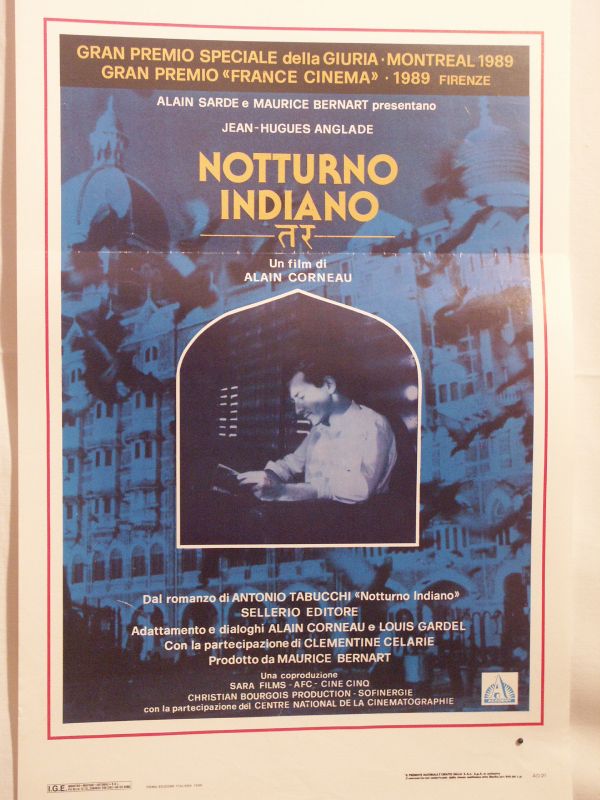 GRAN PREMIO SPECIALE della GIURIA · MONTREAL 1989
GRAN PREMIO «FRANCE CINEMA» · 1989 FIRENZE
ALAIN SARDE e MAURICE BERNART presentano
JEAN-HUGUES ANGLADE
NOTTURNO
INDIANO
तर
Un film di
ALAIN CORNEAU
Dal romanzo di ANTONIO TABUCCHI «Notturno Indiano»
SELLERIO EDITORE
Adattamento e dialoghi ALAIN CORNEAU e LOUIS GARDEL
Con la partecipazione di CLEMENTINE CELARIE
Prodotto da MAURICE BERNART
Una coproduzione
SARA FILMS - AFC - CINE CINQ
CHRISTIAN BOURGOIS PRODUCTION - SOFINERGIE
con la partecipazione del CENTRE NATIONAL DE LA CINEMATOGRAPHIE
ACADEMY
I.G.E.